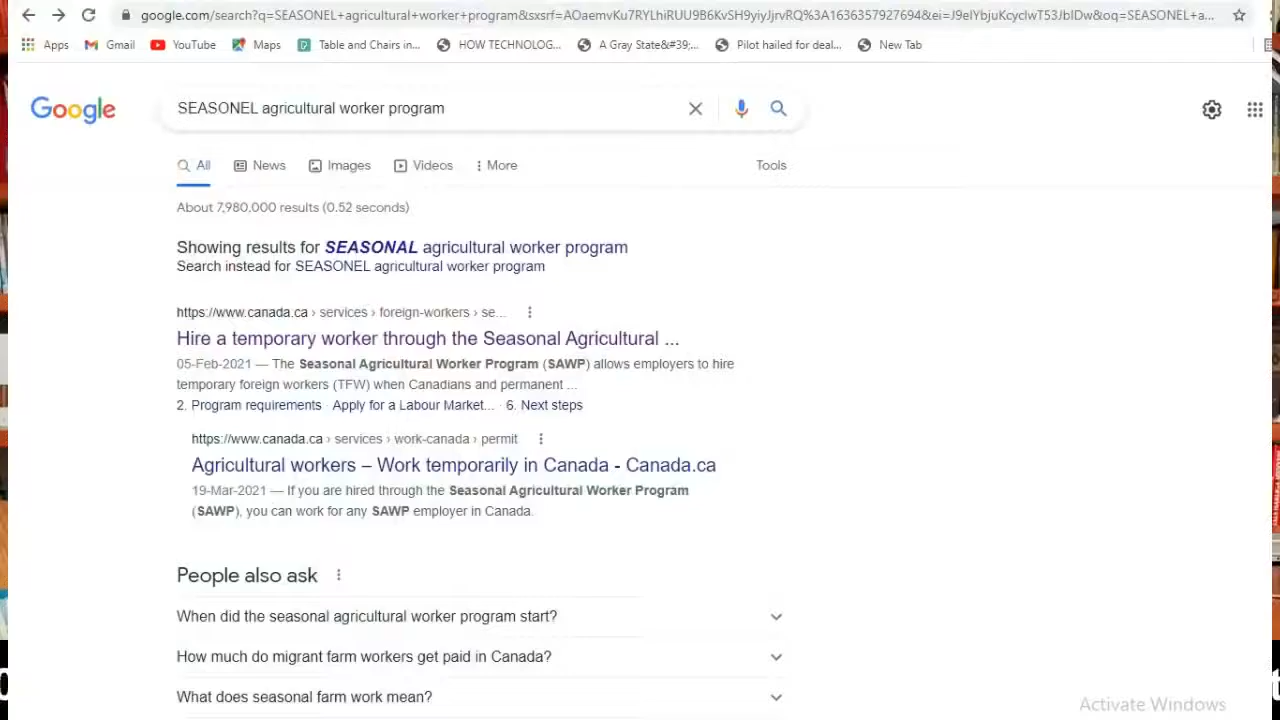 google.com/search?q=SEASONEL+agricultural+worker+program&sxsrf=AOaemvKu7RYLhiRUU9B6KvSH9yiyJjrvRQ%3A1636357927694&ei=J9elYbjuKcyclwT53JbIDw&oq=SEASONEL+a...
Apps Gmail YouTube Maps Table and Chairs in... HOW TECHNOLOG... A Gray State&#39;... Pilot hailed for deal... New Tab
Google SEASONEL agricultural worker program
All News Images Videos More Tools
About 7,980,000 results (0.52 seconds)
Showing results for SEASONAL agricultural worker program
Search instead for SEASONEL agricultural worker program
https://www.canada.ca › services › foreign-workers › se...
Hire a temporary worker through the Seasonal Agricultural ...
05-Feb-2021 — The Seasonal Agricultural Worker Program (SAWP) allows employers to hire
temporary foreign workers (TFW) when Canadians and permanent ...
2. Program requirements · Apply for a Labour Market... · 6. Next steps
https://www.canada.ca › services › work-canada › permit
Agricultural workers – Work temporarily in Canada - Canada.ca
19-Mar-2021 — If you are hired through the Seasonal Agricultural Worker Program
(SAWP), you can work for any SAWP employer in Canada.
People also ask
When did the seasonal agricultural worker program start?
How much do migrant farm workers get paid in Canada?
What does seasonal farm work mean?
Activate Windows